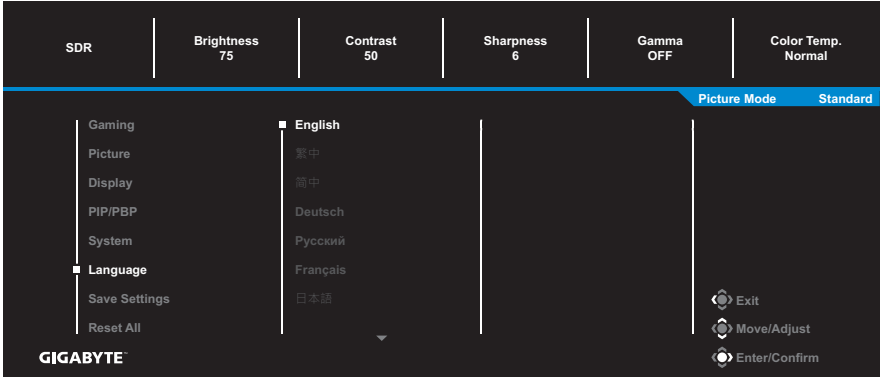 SDR
Brightness
75
Contrast
50
Sharpness
6
Gamma
OFF
Color Temp.
Normal
Picture Mode Standard
Gaming
Picture
Display
PIP/PBP
System
Language
Save Settings
Reset All
English
繁中
简中
Deutsch
Русский
Français
日本語
Exit
Move/Adjust
Enter/Confirm
GIGABYTE™